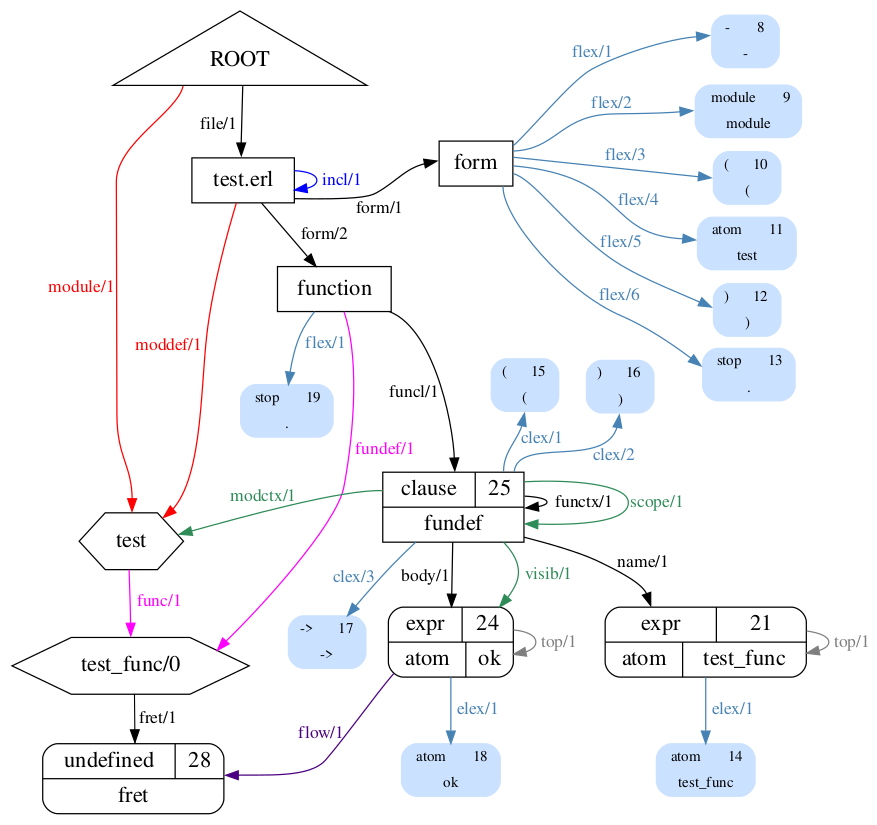 ROOT
- 8
-
flex/1
module 9
module
flex/2
file/1
( 10
(
flex/3
form
test.erl
incl/1
form/1
flex/4
atom 11
test
form/2
flex/5
) 12
)
function
module/1
flex/6
moddef/1
flex/1
stop 13
.
( 15
(
) 16
)
stop 19
.
funcl/1
fundef/1
clex/1
clex/2
clause 25
fundef
modctx/1
functx/1
scope/1
test
clex/3
body/1
visib/1
name/1
func/1
-> 17
->
expr 24
atom ok
top/1
expr 21
atom test_func
top/1
test_func/0
fret/1
flow/1
elex/1
elex/1
undefined 28
fret
atom 18
ok
atom 14
test_func